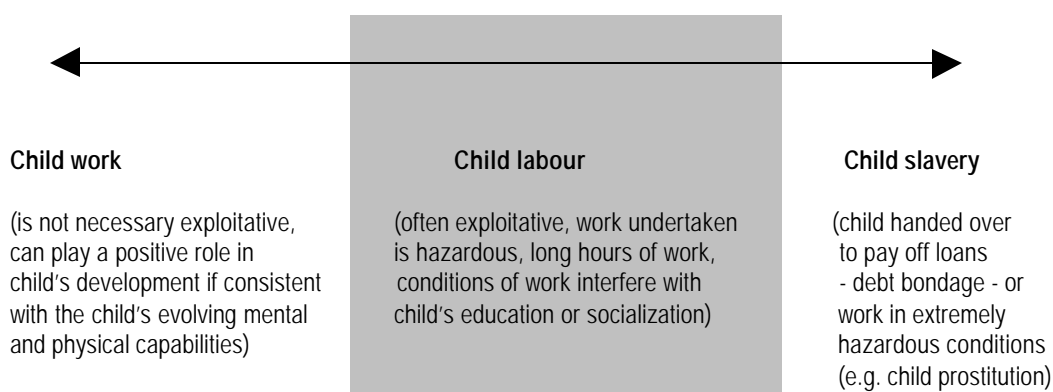 Child work
(is not necessary exploitative,
can play a positive role in
child's development if consistent
with the child's evolving mental
and physical capabilities)
Child labour
(often exploitative, work undertaken
is hazardous, long hours of work,
conditions of work interfere with
child's education or socialization)
Child slavery
(child handed over
to pay off loans
- debt bondage - or
work in extremely
hazardous conditions
(e.g. child prostitution)